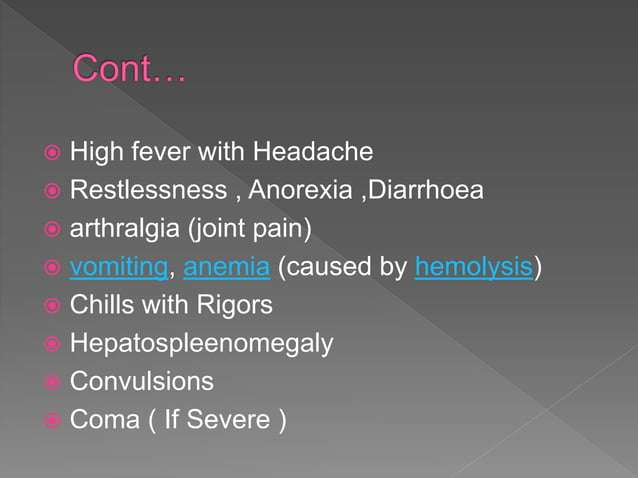 Cont…
High fever with Headache
Restlessness , Anorexia ,Diarrhoea
arthralgia (joint pain)
vomiting, anemia (caused by hemolysis)
Chills with Rigors
Hepatospleenomegaly
Convulsions
Coma ( If Severe )